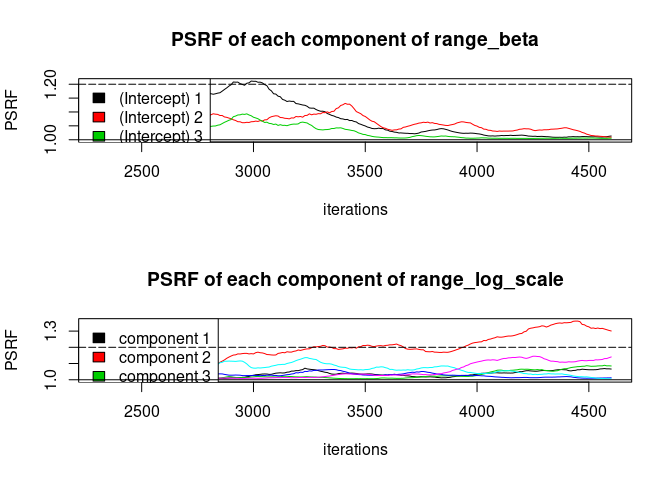 PSRF of each component of range_beta
PSRF
1.00
1.20
(Intercept) 1
(Intercept) 2
(Intercept) 3
2500
3000
3500
4000
4500
iterations
PSRF of each component of range_log_scale
PSRF
1.0
1.3
component 1
component 2
component 3
2500
3000
3500
4000
4500
iterations